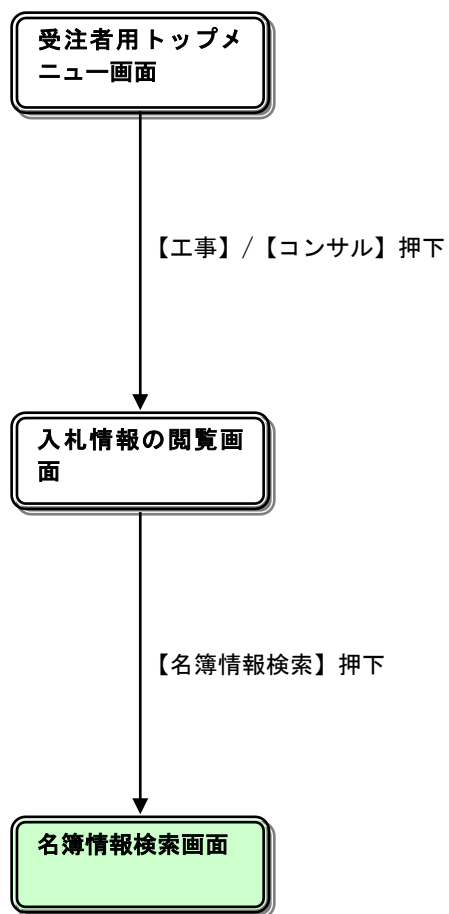 受注者用トップメ
ニュー画面
【工事】/【コンサル】押下
入札情報の閲覧画
面
【名簿情報検索】押下
名簿情報検索画面